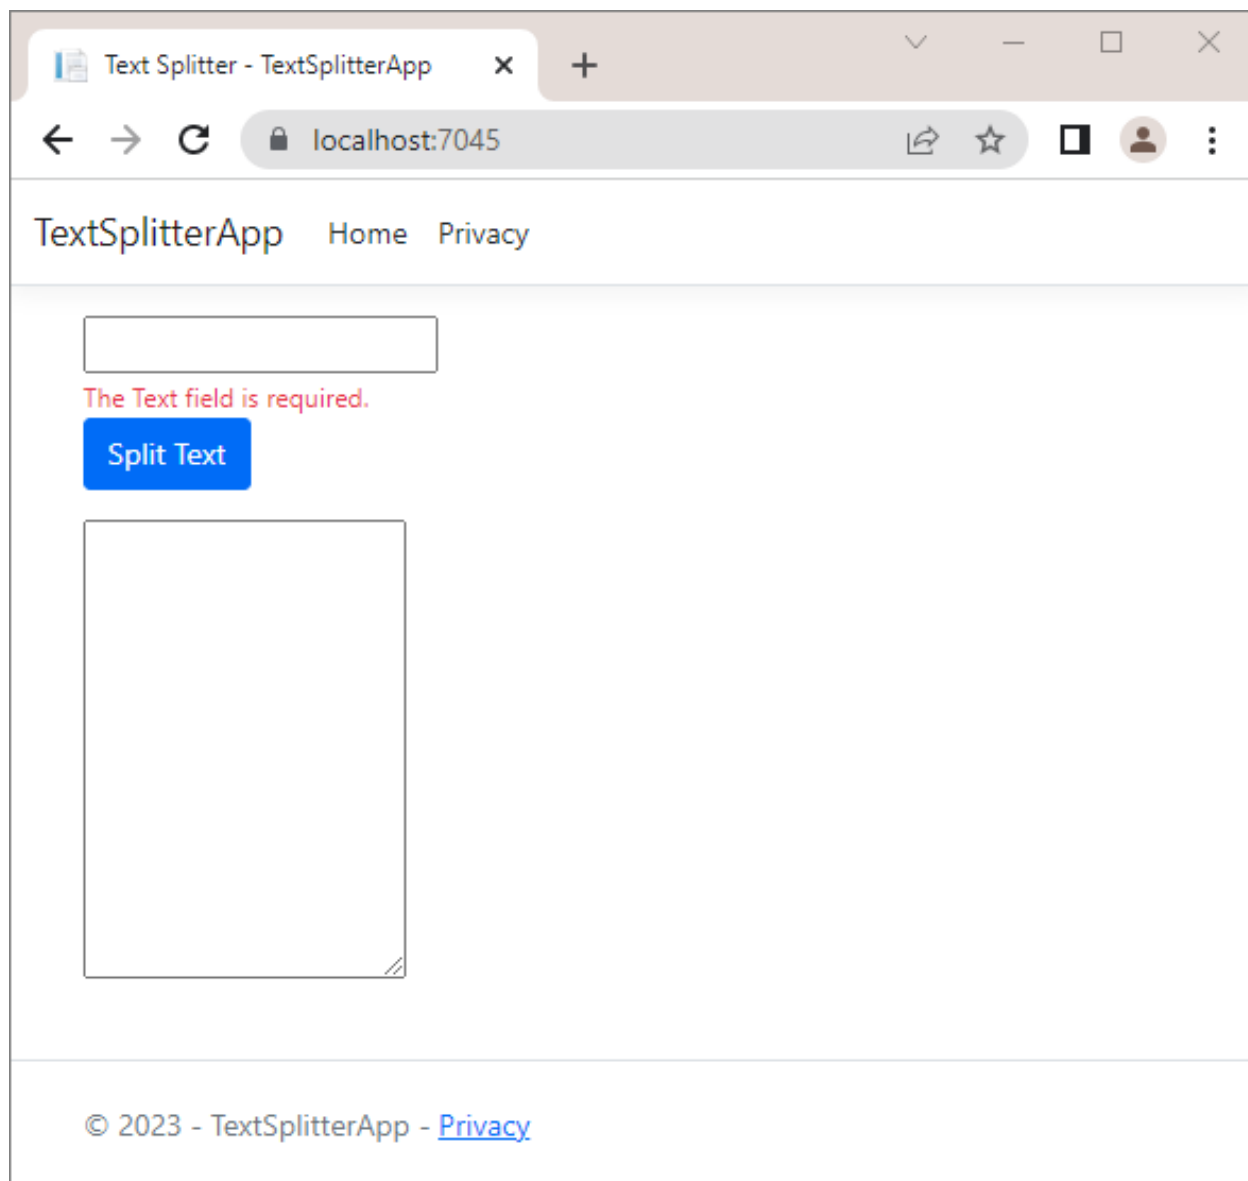 Text Splitter - TextSplitterApp
localhost:7045
TextSplitterApp Home Privacy
The Text field is required.
Split Text
© 2023 - TextSplitterApp - Privacy